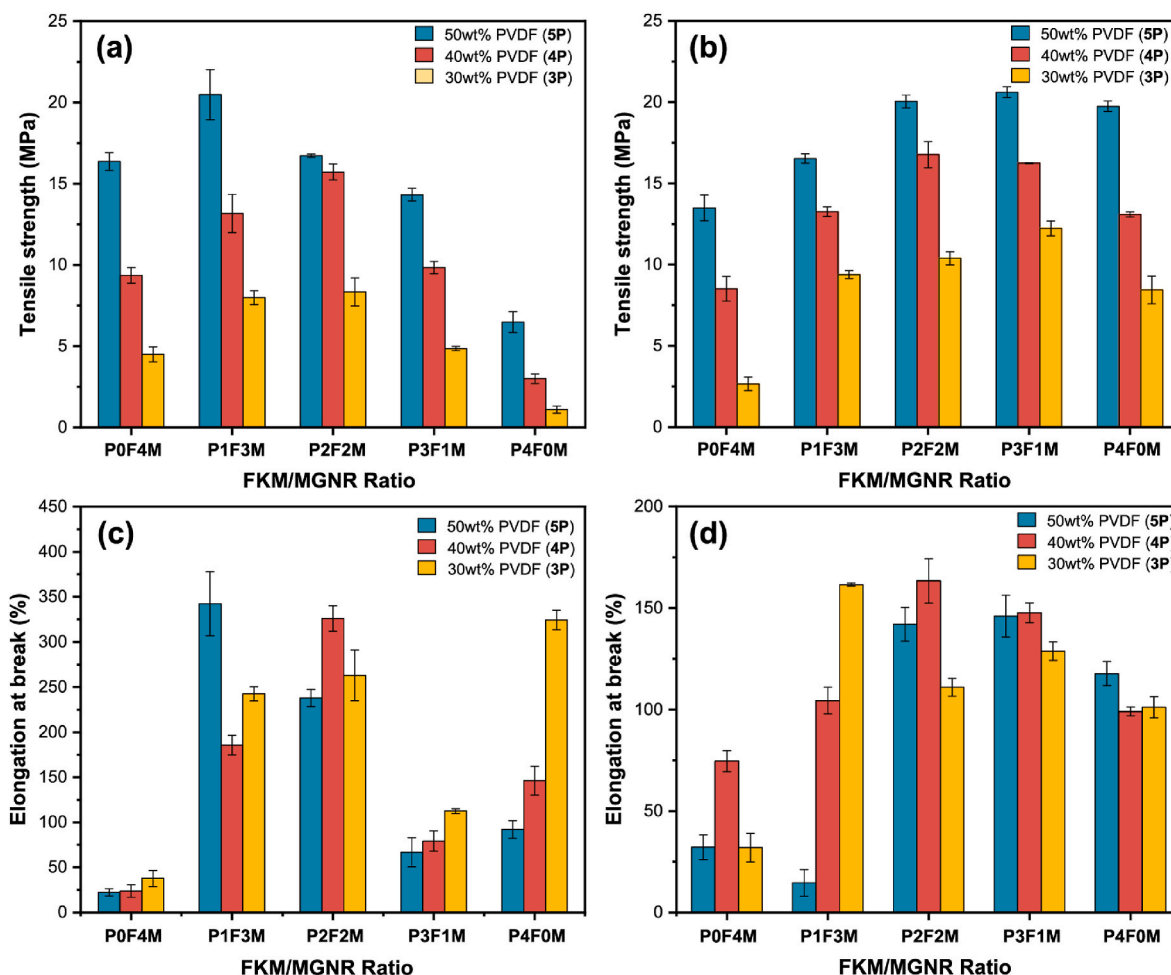 (a)
50wt% PVDF (5P)
40wt% PVDF (4P)
30wt% PVDF (3P)
Tensile strength (MPa)
25
20
15
10
5
0
P0F4M P1F3M P2F2M P3F1M P4F0M
FKM/MGNR Ratio
(b)
50wt% PVDF (5P)
40wt% PVDF (4P)
30wt% PVDF (3P)
Tensile strength (MPa)
25
20
15
10
5
0
P0F4M P1F3M P2F2M P3F1M P4F0M
FKM/MGNR Ratio
(c)
50wt% PVDF (5P)
40wt% PVDF (4P)
30wt% PVDF (3P)
Elongation at break (%)
450
400
350
300
250
200
150
100
50
0
P0F4M P1F3M P2F2M P3F1M P4F0M
FKM/MGNR Ratio
(d)
50wt% PVDF (5P)
40wt% PVDF (4P)
30wt% PVDF (3P)
Elongation at break (%)
200
150
100
50
0
P0F4M P1F3M P2F2M P3F1M P4F0M
FKM/MGNR Ratio